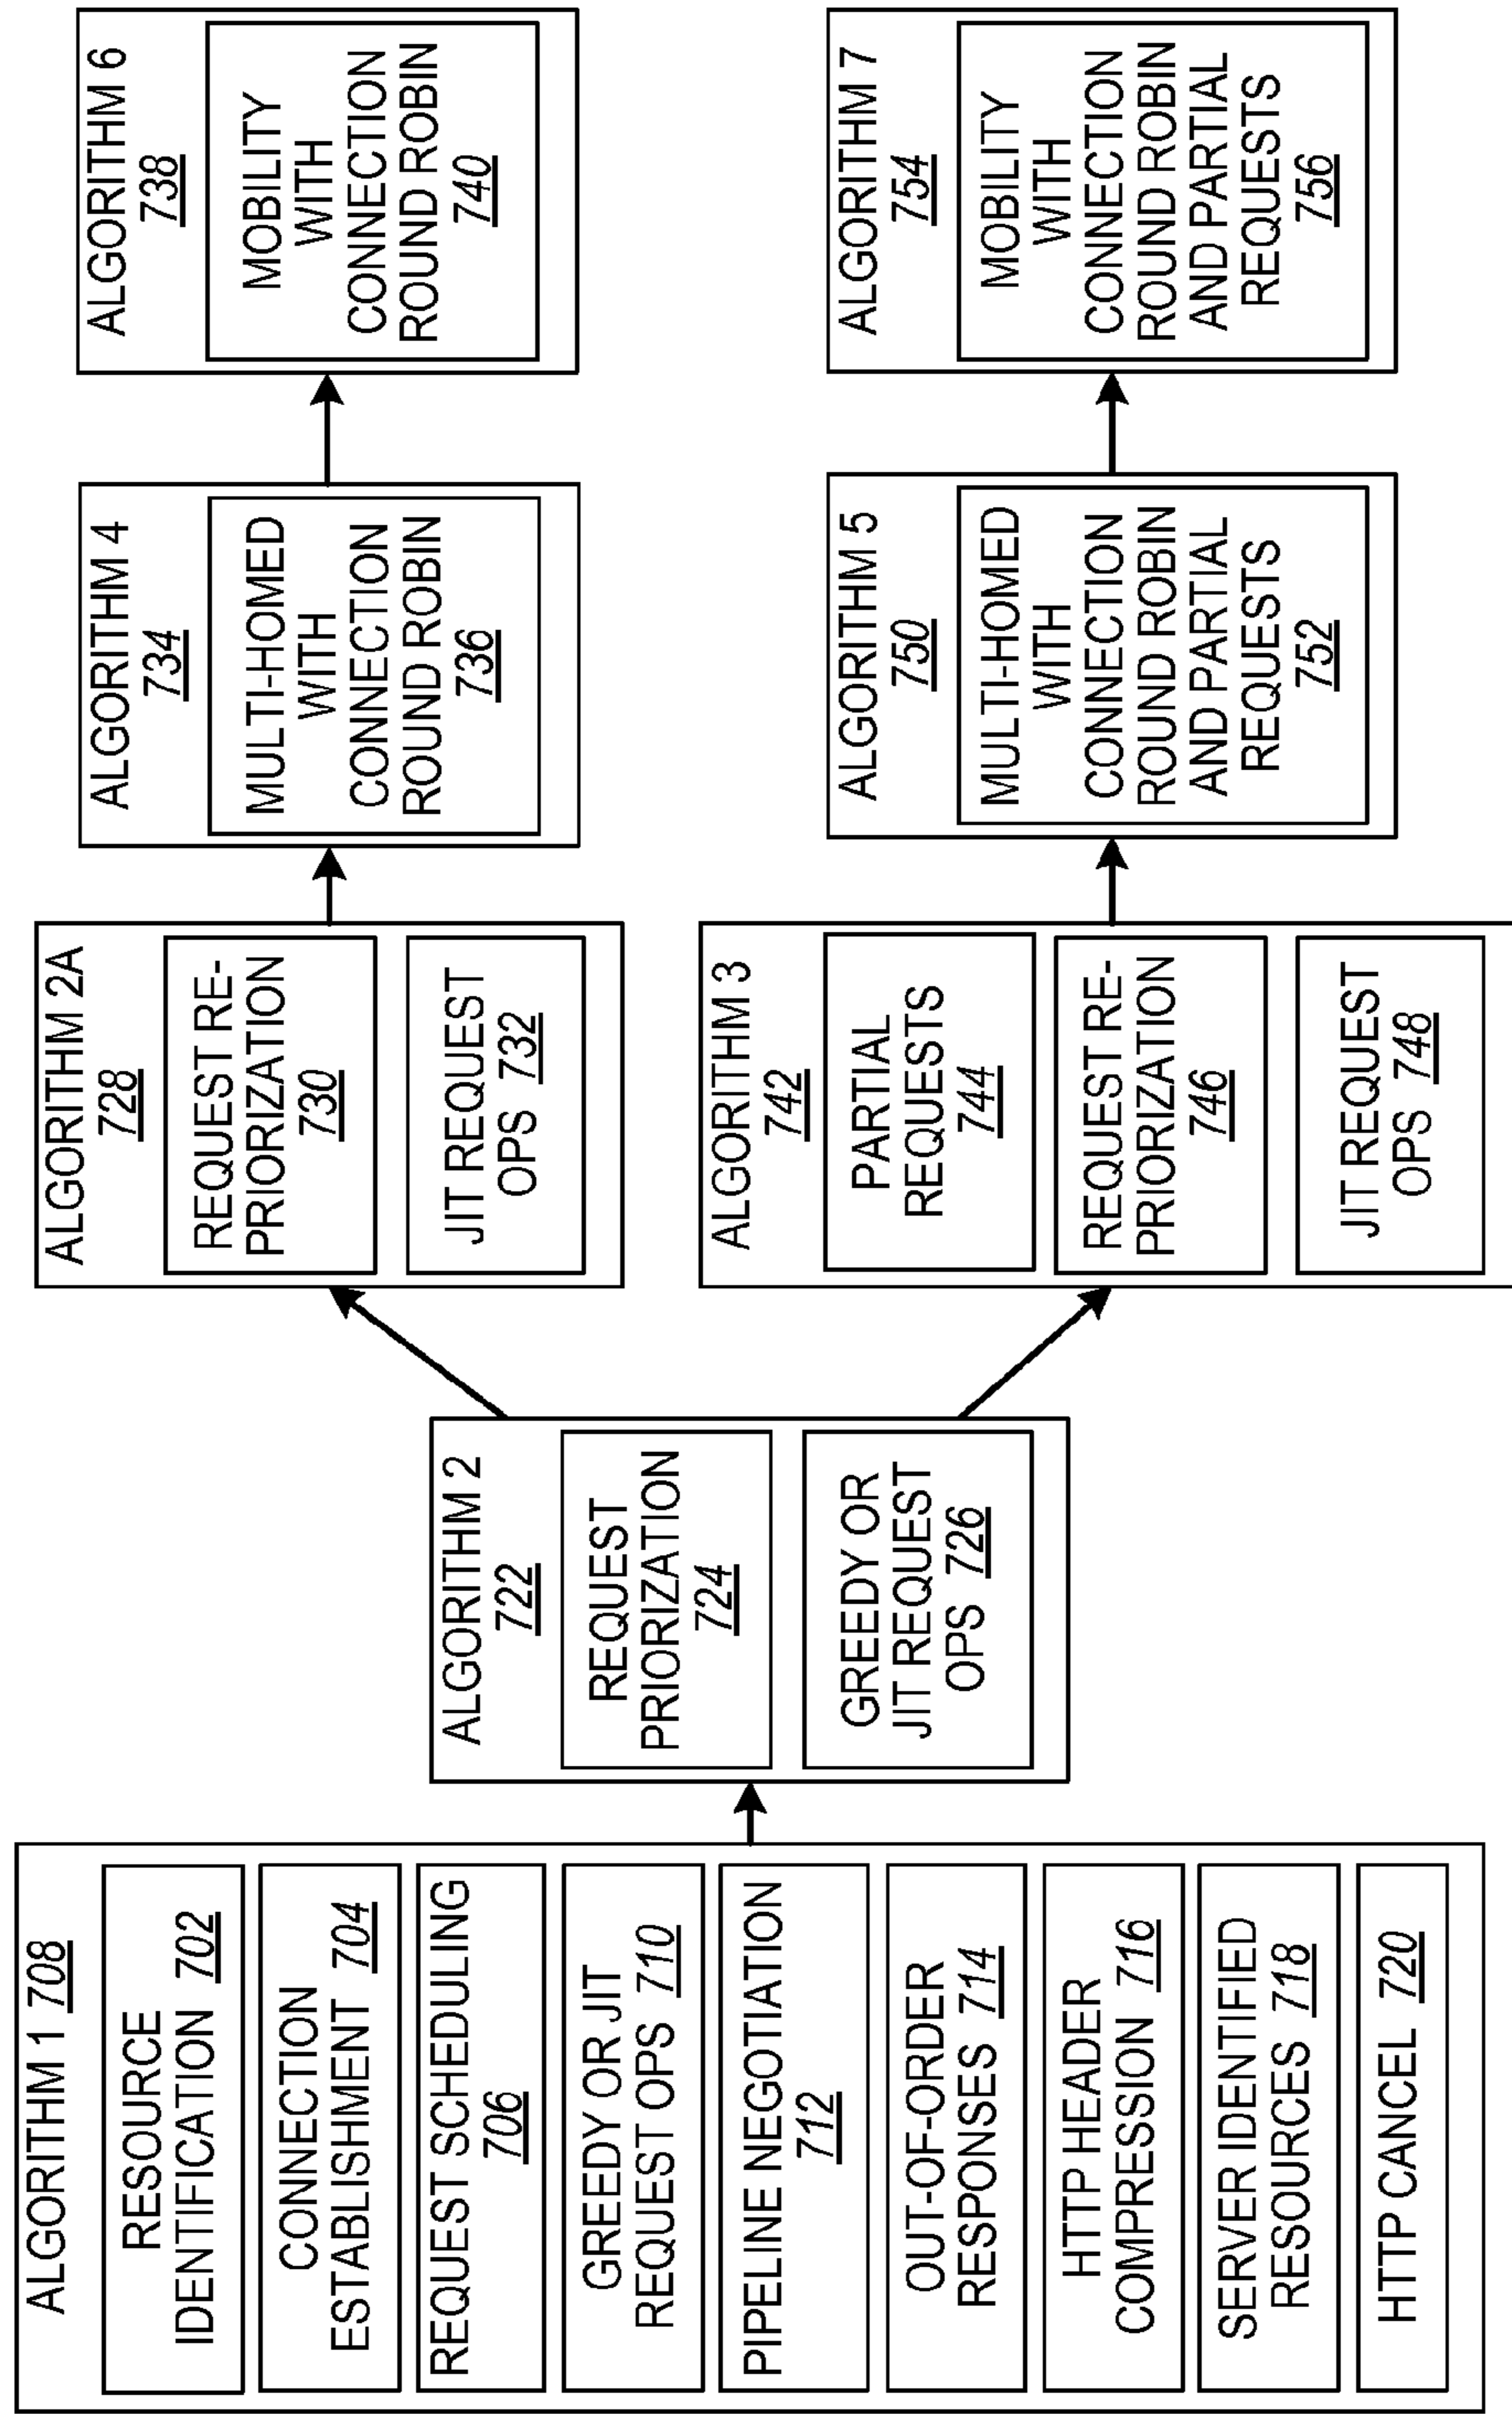 ALGORITHM 1 708
RESOURCE
IDENTIFICATION 702
CONNECTION
ESTABLISHMENT 704
REQUEST SCHEDULING
706
GREEDY OR JIT
REQUEST OPS 710
PIPELINE NEGOTIATION
712
OUT-OF-ORDER
RESPONSES 714
HTTP HEADER
COMPRESSION 716
SERVER IDENTIFIED
RESOURCES 718
HTTP CANCEL 720
ALGORITHM 2
722
REQUEST
PRIORIZATION
724
GREEDY OR
JIT REQUEST
OPS 726
ALGORITHM 2A
728
REQUEST RE-
PRIORIZATION
730
JIT REQUEST
OPS 732
ALGORITHM 4
734
MULTI-HOMED
WITH
CONNECTION
ROUND ROBIN
736
ALGORITHM 6
738
MOBILITY
WITH
CONNECTION
ROUND ROBIN
740
ALGORITHM 3
742
PARTIAL
REQUESTS
744
REQUEST RE-
PRIORIZATION
746
JIT REQUEST
OPS 748
ALGORITHM 5
750
MULTI-HOMED
WITH
CONNECTION
ROUND ROBIN
AND PARTIAL
REQUESTS
752
ALGORITHM 7
754
MOBILITY
WITH
CONNECTION
ROUND ROBIN
AND PARTIAL
REQUESTS
756